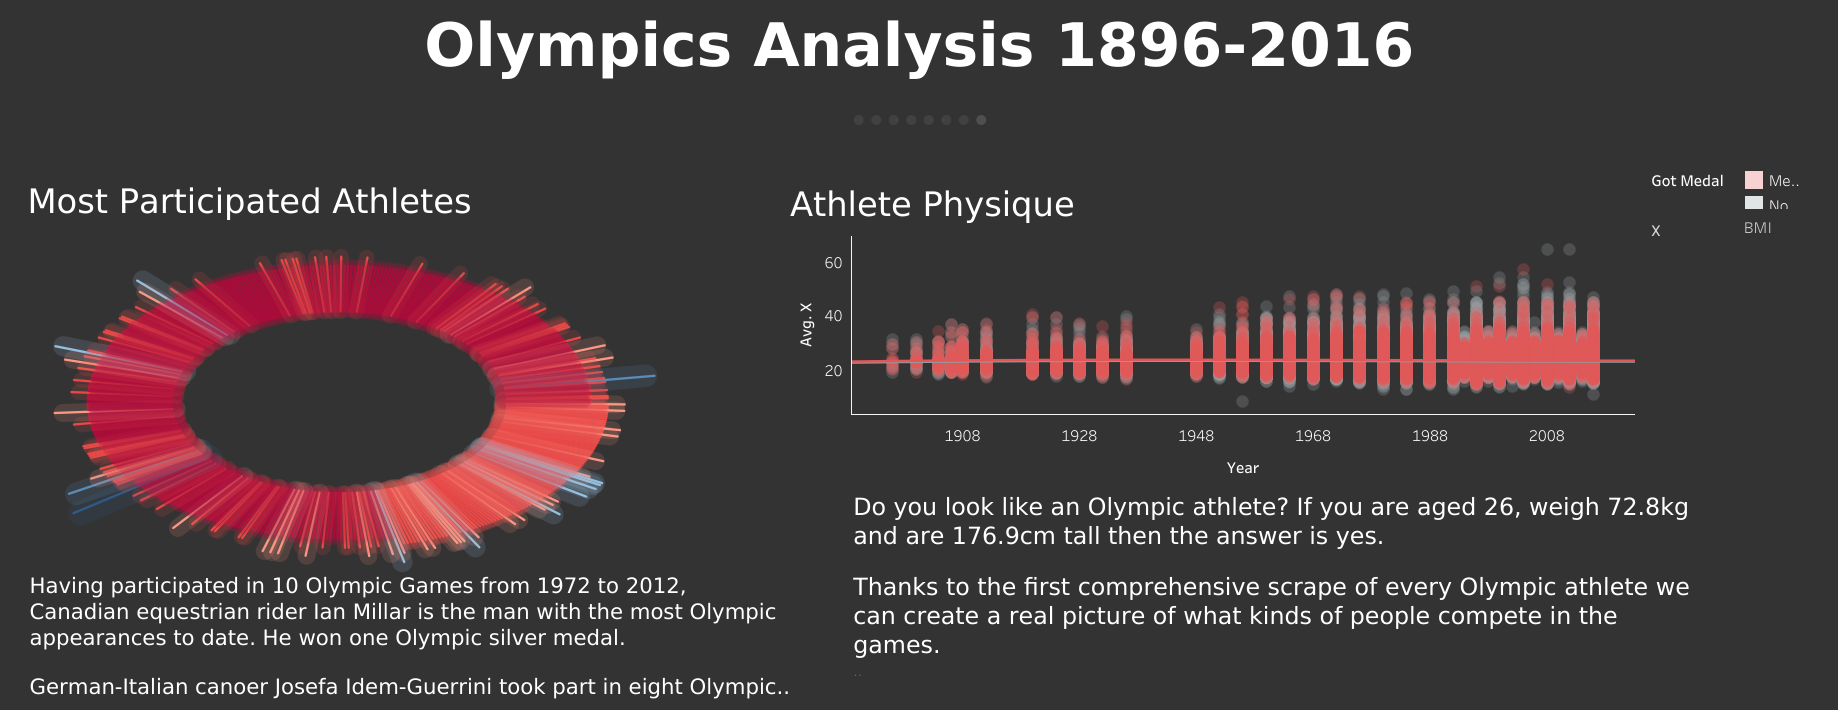 Olympics Analysis 1896-2016
Most Participated Athletes
Having participated in 10 Olympic Games from 1972 to 2012,
Canadian equestrian rider Ian Millar is the man with the most Olympic
appearances to date. He won one Olympic silver medal.
German-Italian canoer Josefa Idem-Guerrini took part in eight Olympic..
Athlete Physique
Got Medal
Me..
No
X
BMI
60
40
20
Avg. X
1908 1928 1948 1968 1988 2008
Year
Do you look like an Olympic athlete? If you are aged 26, weigh 72.8kg
and are 176.9cm tall then the answer is yes.
Thanks to the first comprehensive scrape of every Olympic athlete we
can create a real picture of what kinds of people compete in the
games.
..